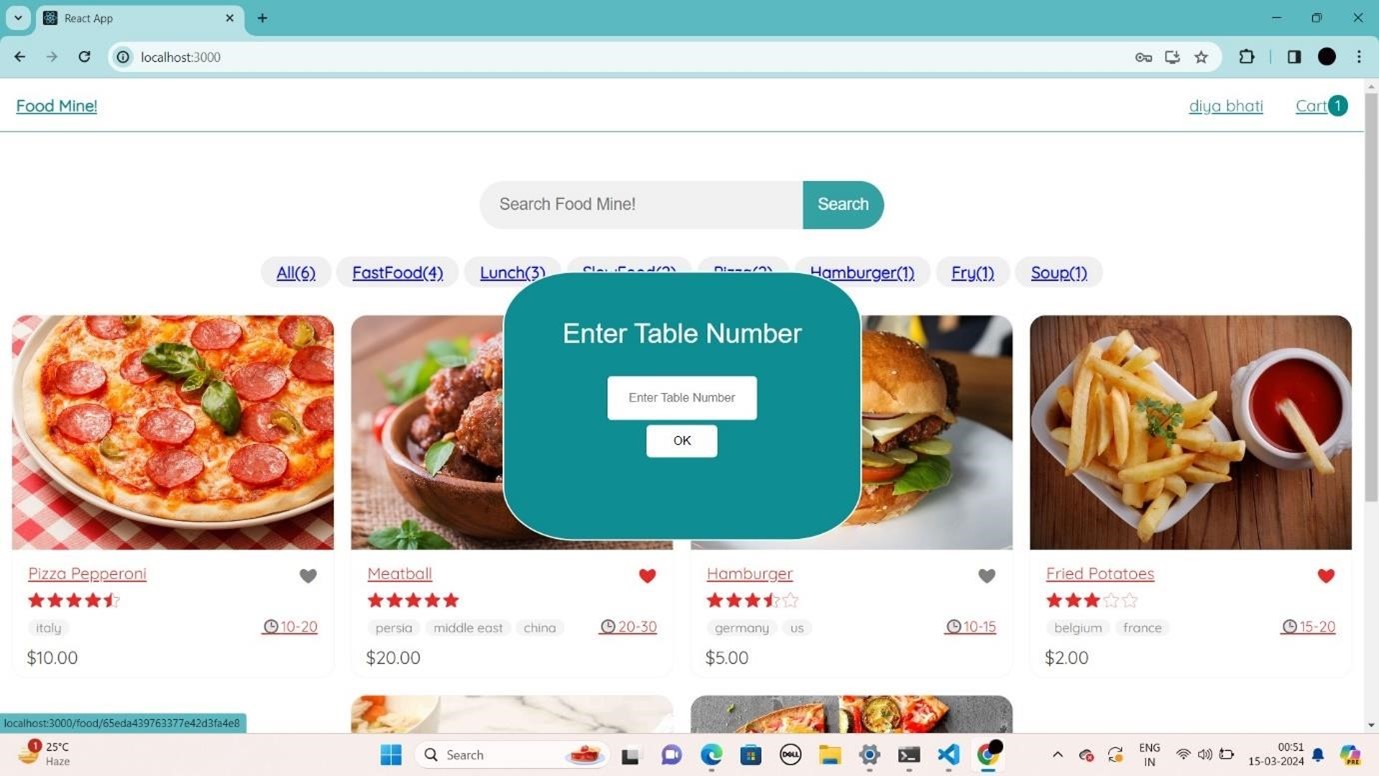 React App
localhost:3000
Food Mine!
diya bhati
Cart 1
Search Food Mine!
Search
All(6) FastFood(4) Lunch(3) SlowFood(2) Pizza(2) Hamburger(1) Fry(1) Soup(1)
Enter Table Number
Enter Table Number
OK
Pizza Pepperoni
italy
10-20
$10.00
Meatball
persia middle east china
20-30
$20.00
Hamburger
germany us
10-15
$5.00
Fried Potatoes
belgium france
15-20
$2.00
localhost:3000/food/65eda439763377e42d3fa4e8
1
25°C
Haze
Search
DELL
ENG
IN
00:51
15-03-2024
PRE